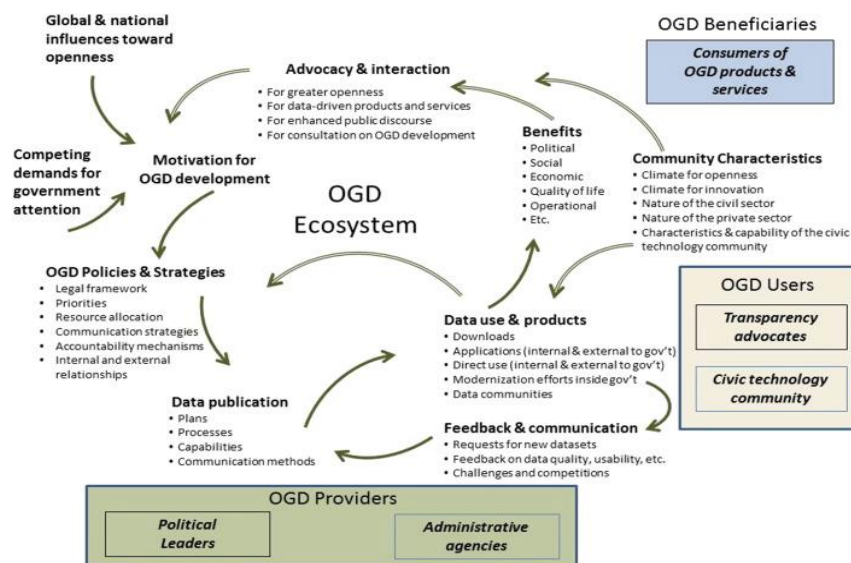 Global & national
influences toward
openness
OGD Beneficiaries
Consumers of
OGD products &
services
Advocacy & interaction
• For greater openness
• For data-driven products and services
• For enhanced public discourse
• For consultation on OGD development
Benefits
• Political
• Social
• Economic
• Quality of life
• Operational
• Etc.
Community Characteristics
• Climate for openness
• Climate for innovation
• Nature of the civil sector
• Nature of the private sector
• Characteristics & capability of the civic
technology community
Competing
demands for
government
attention
Motivation for
OGD development
OGD
Ecosystem
OGD Policies & Strategies
• Legal framework
• Priorities
• Resource allocation
• Communication strategies
• Accountability mechanisms
• Internal and external
relationships
Data use & products
• Downloads
• Applications (internal & external to gov’t)
• Direct use (internal & external to gov’t)
• Modernization efforts inside gov’t
• Data communities
OGD Users
Transparency
advocates
Civic technology
community
Data publication
• Plans
• Processes
• Capabilities
• Communication methods
Feedback & communication
• Requests for new datasets
• Feedback on data quality, usability, etc.
• Challenges and competitions
OGD Providers
Political
Leaders
Administrative
agencies